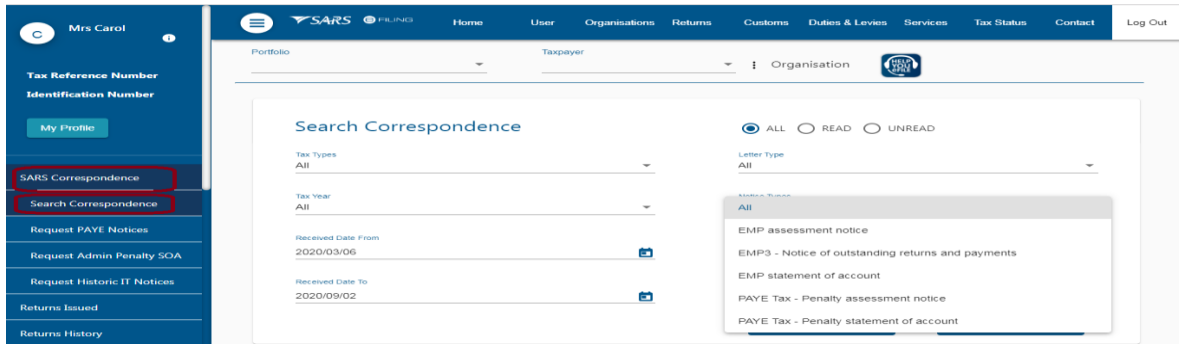 C
Mrs Carol
Tax Reference Number
Identification Number
My Profile
SARS Correspondence
Search Correspondence
Request PAYE Notices
Request Admin Penalty SOA
Request Historic IT Notices
Returns Issued
Returns History
SARS eFILING Home User Organisations Returns Customs Duties & Levies Services Tax Status Contact Log Out
Portfolio
Taxpayer
Organisation
HELP YOU eFILE
Search Correspondence
ALL READ UNREAD
Tax Types
All
Letter Type
All
Tax Year
All
Notice Types
All
EMP assessment notice
EMP3 - Notice of outstanding returns and payments
EMP statement of account
PAYE Tax - Penalty assessment notice
PAYE Tax - Penalty statement of account
Received Date From
2020/03/06
Received Date To
2020/09/02